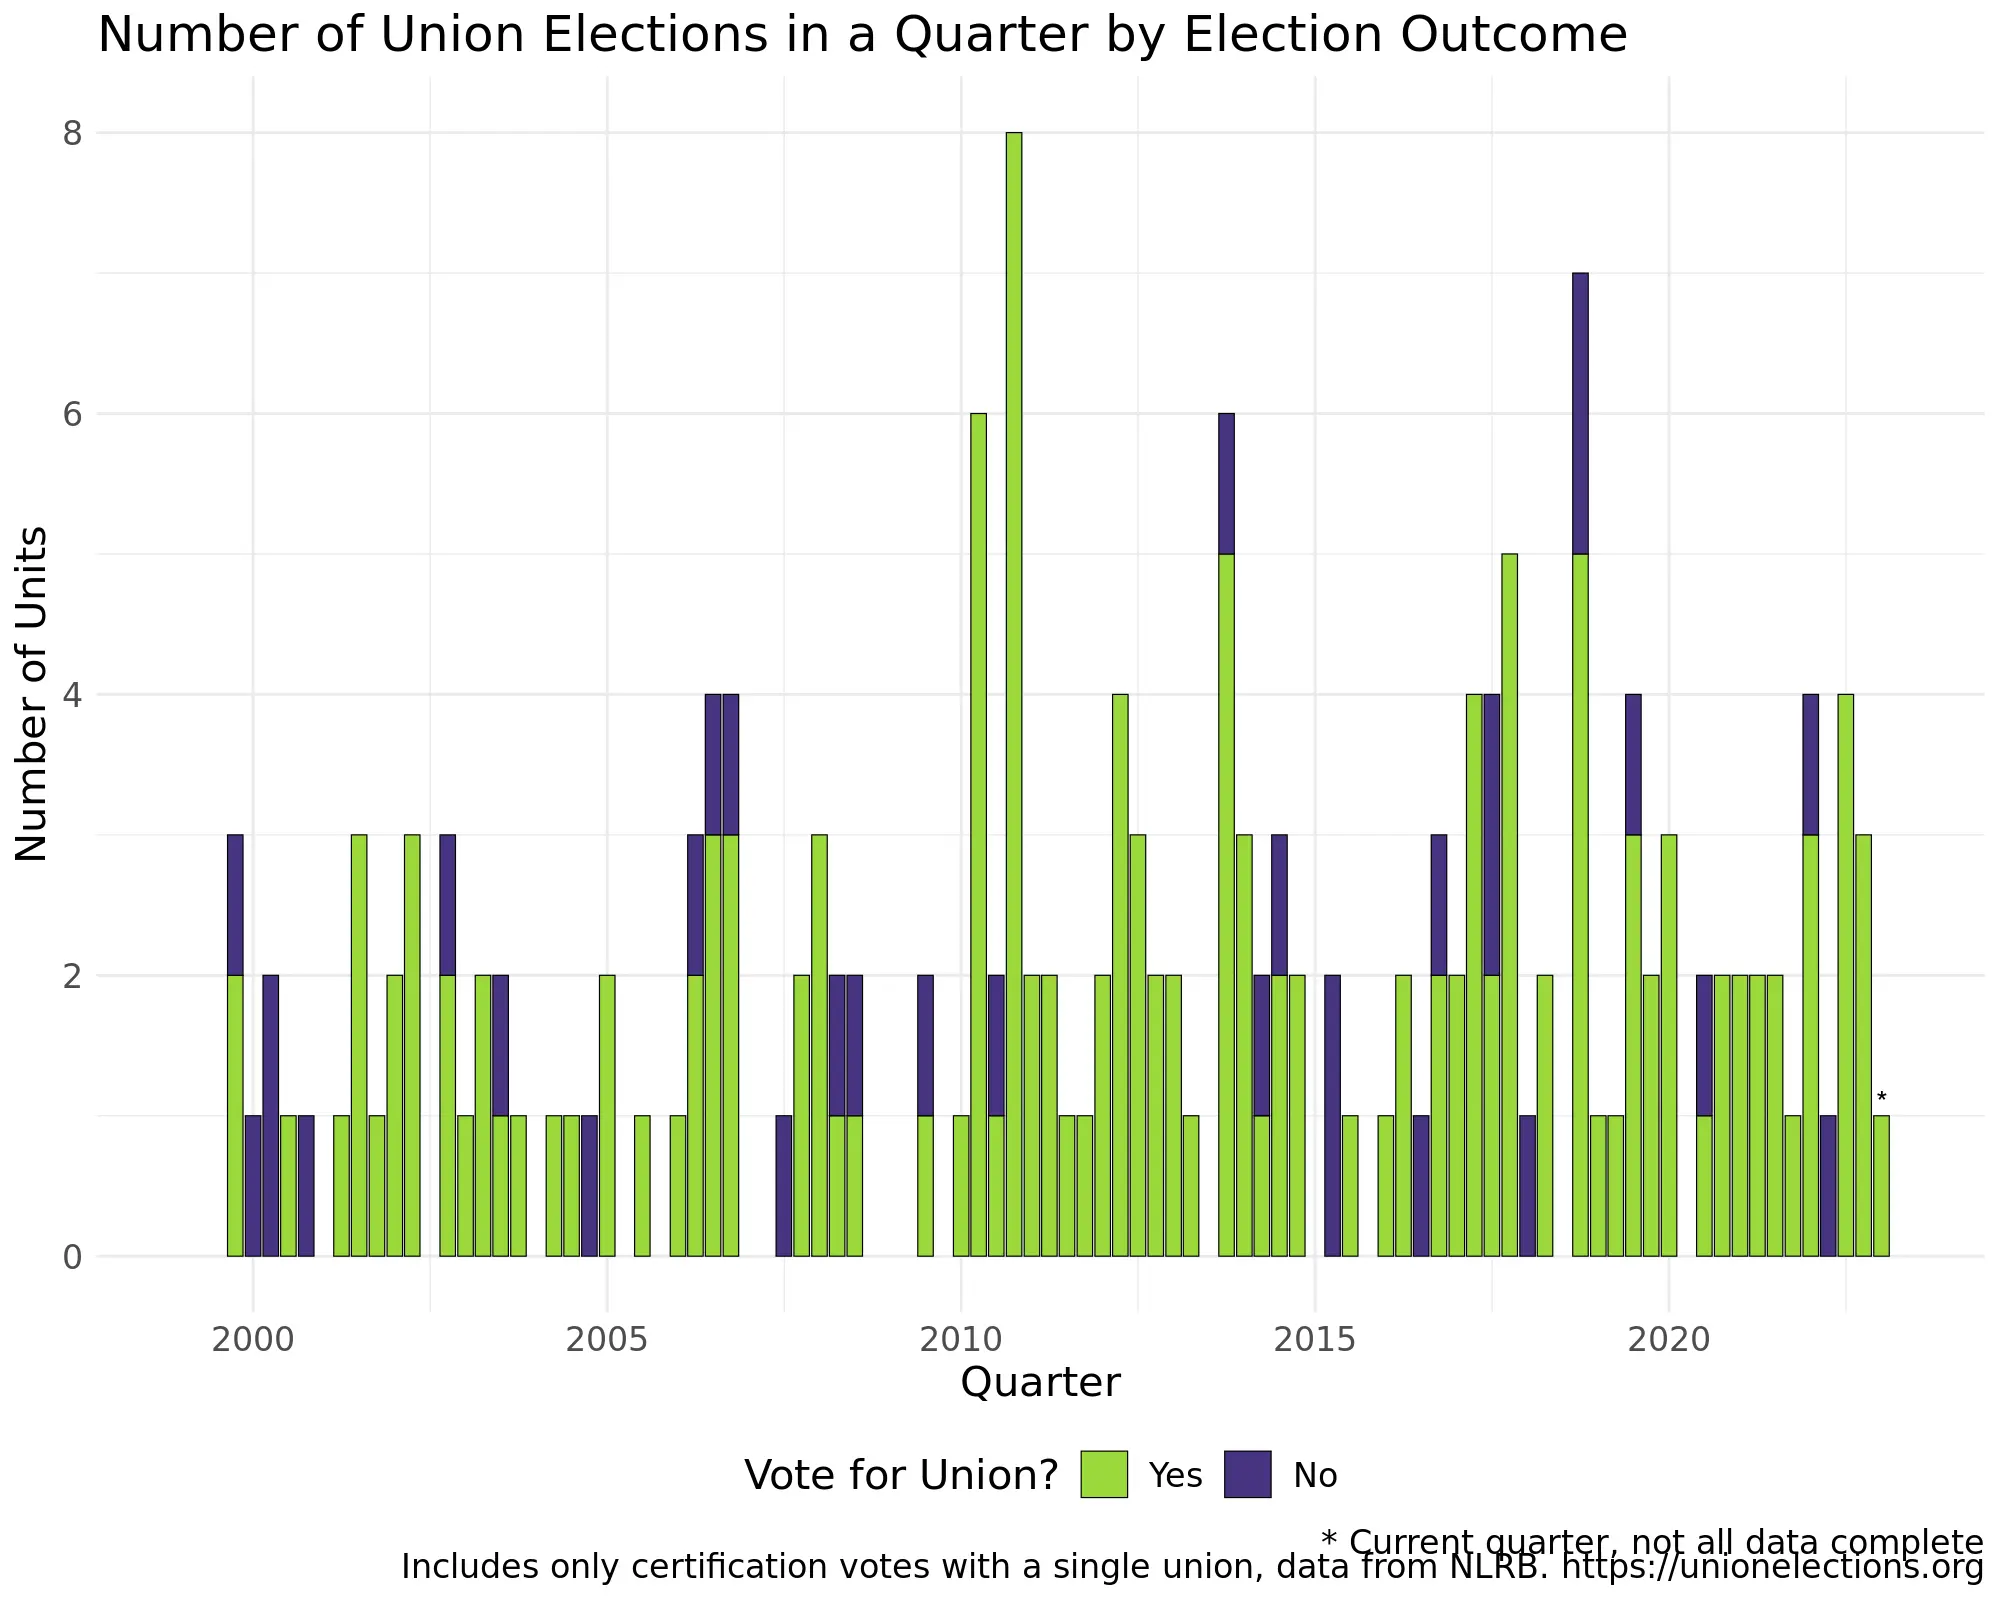 Number of Union Elections in a Quarter by Election Outcome
8
6
4
2
0
Number of Units
*
2000 2005 2010 2015 2020
Quarter
Vote for Union? Yes No
* Current quarter, not all data complete
Includes only certification votes with a single union, data from NLRB. https://unionelections.org